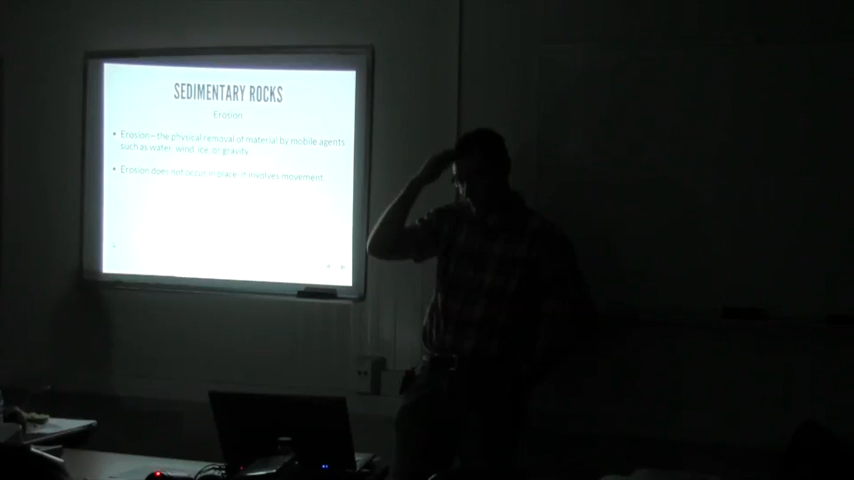 SEDIMENTARY ROCKS
Erosion
• Erosion – the physical removal of material by mobile agents
such as water, wind, ice, or gravity.
• Erosion does not occur in place, it involves movement.